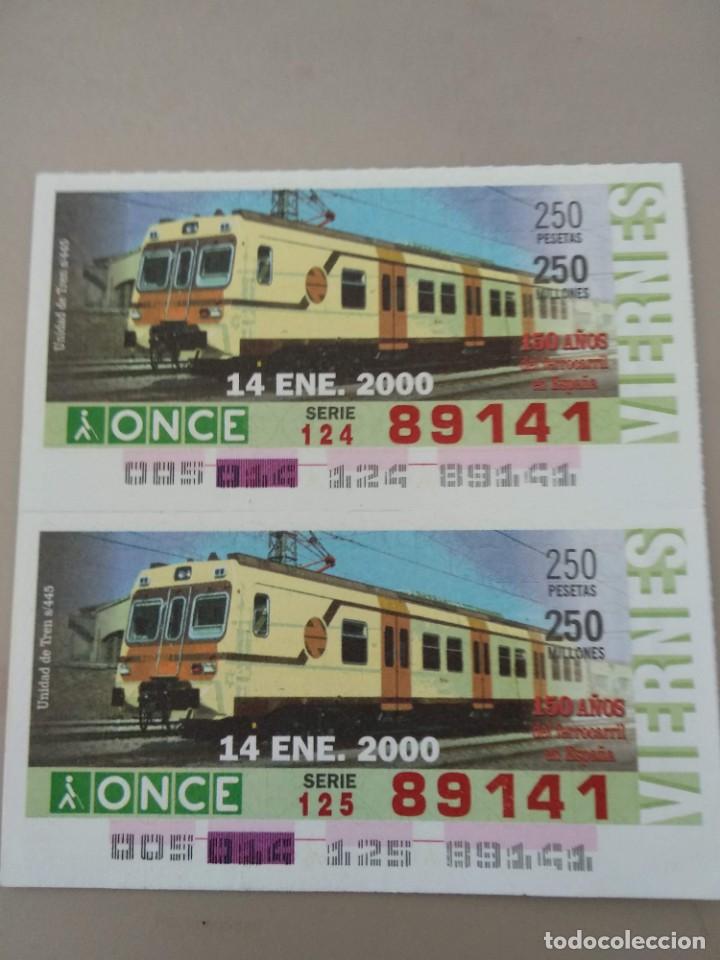 Unidad de Tren s/445
250
PESETAS
250
MILLONES
150 AÑOS
del ferrocarril
en España
VIERNES
14 ENE. 2000
ONCE
SERIE
124
89141
005 014 124 89141
Unidad de Tren s/445
250
PESETAS
250
MILLONES
150 AÑOS
del ferrocarril
en España
VIERNES
14 ENE. 2000
ONCE
SERIE
125
89141
005 014 125 89141
todocoleccion